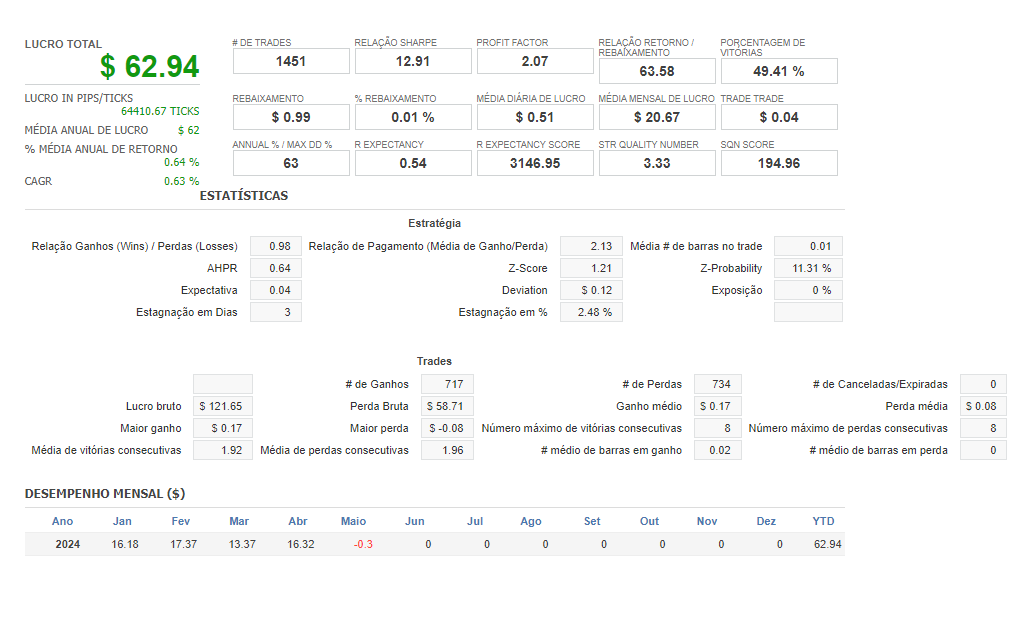 LUCRO TOTAL
$ 62.94
LUCRO IN PIPS/TICKS
64410.67 TICKS
MÉDIA ANUAL DE LUCRO $ 62
% MÉDIA ANUAL DE RETORNO
0.64 %
CAGR 0.63 %
# DE TRADES RELAÇÃO SHARPE PROFIT FACTOR RELAÇÃO RETORNO / REBAIXAMENTO PORCENTAGEM DE VITÓRIAS
1451 12.91 2.07 63.58 49.41 %
REBAIXAMENTO % REBAIXAMENTO MÉDIA DIÁRIA DE LUCRO MÉDIA MENSAL DE LUCRO TRADE TRADE
$ 0.99 0.01 % $ 0.51 $ 20.67 $ 0.04
ANNUAL % / MAX DD % R EXPECTANCY R EXPECTANCY SCORE STR QUALITY NUMBER SQN SCORE
63 0.54 3146.95 3.33 194.96
ESTATÍSTICAS
Estratégia
Relação Ganhos (Wins) / Perdas (Losses) 0.98 Relação de Pagamento (Média de Ganho/Perda) 2.13 Média # de barras no trade 0.01
AHPR 0.64 Z-Score 1.21 Z-Probability 11.31 %
Expectativa 0.04 Deviation $ 0.12 Exposição 0 %
Estagnação em Dias 3 Estagnação em % 2.48 %
Trades
# de Ganhos 717 # de Perdas 734 # de Canceladas/Expiradas 0
Lucro bruto $ 121.65 Perda Bruta $ 58.71 Ganho médio $ 0.17 Perda média $ 0.08
Maior ganho $ 0.17 Maior perda $ -0.08 Número máximo de vitórias consecutivas 8 Número máximo de perdas consecutivas 8
Média de vitórias consecutivas 1.92 Média de perdas consecutivas 1.96 # médio de barras em ganho 0.02 # médio de barras em perda 0
DESEMPENHO MENSAL ($)
Ano Jan Fev Mar Abr Maio Jun Jul Ago Set Out Nov Dez YTD
2024 16.18 17.37 13.37 16.32 -0.3 0 0 0 0 0 0 0 62.94